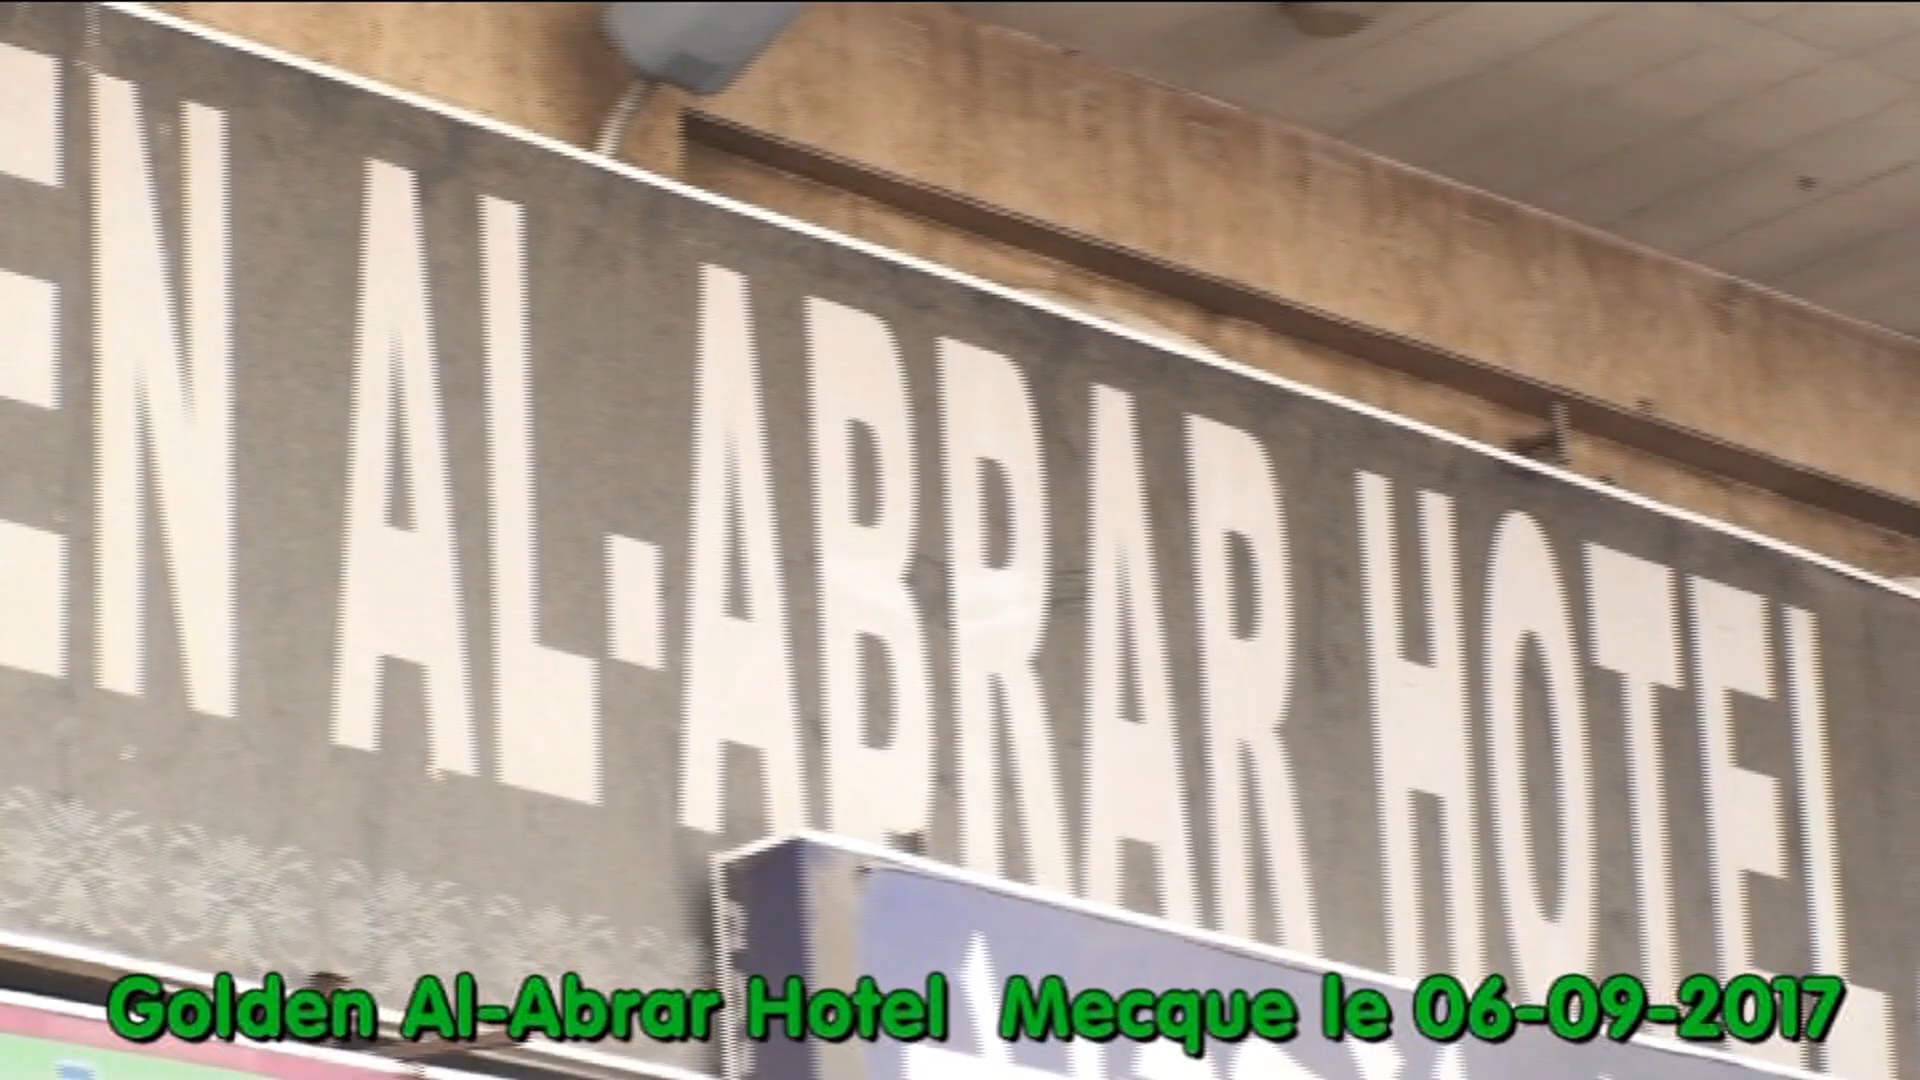 EN AL-ABRAR HOTEL
Golden Al-Abrar Hotel Mecque le 06-09-2017